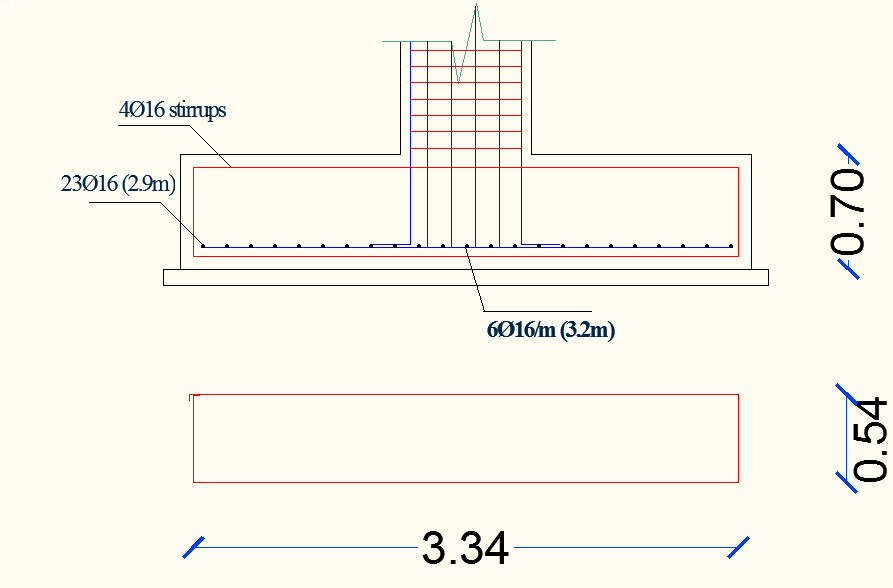 4Ø16 stirrups
23Ø16 (2.9m)
0.70
6Ø16/m (3.2m)
0.54
3.34